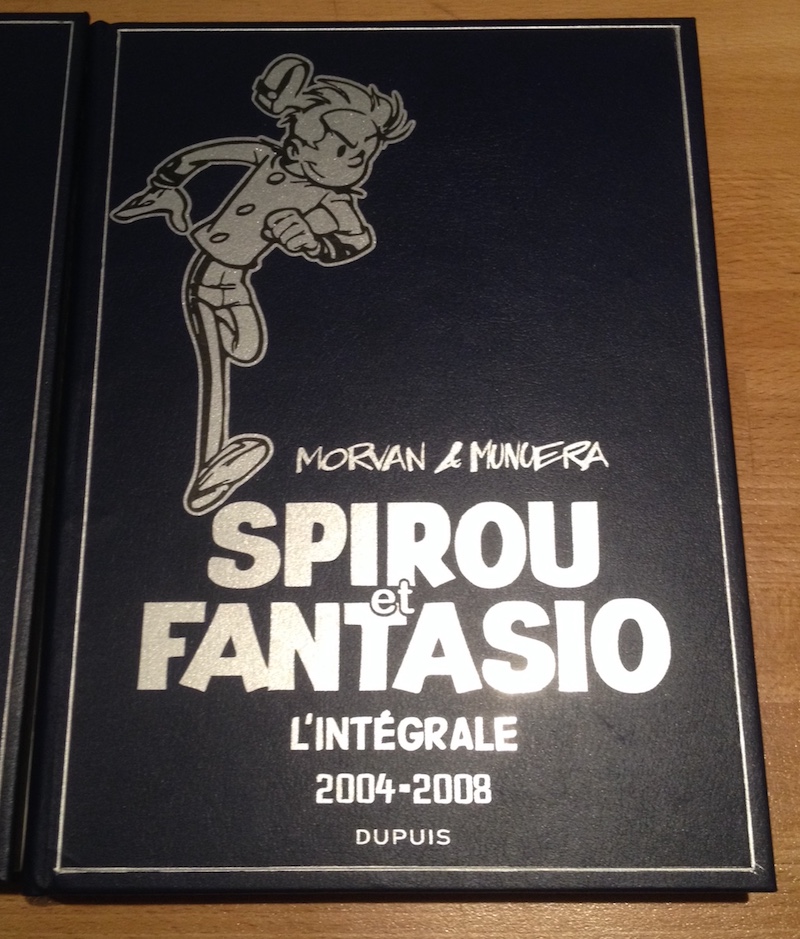 MORVAN & MUNUERA
SPIROU
et
FANTASIO
L'INTÉGRALE
2004-2008
DUPUIS